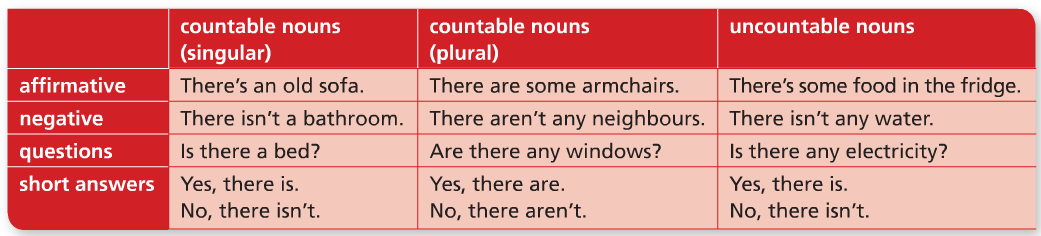 countable nouns (singular) countable nouns (plural) uncountable nouns
affirmative There's an old sofa. There are some armchairs. There's some food in the fridge.
negative There isn't a bathroom. There aren't any neighbours. There isn't any water.
questions Is there a bed? Are there any windows? Is there any electricity?
short answers Yes, there is. Yes, there are. Yes, there is.
No, there isn't. No, there aren't. No, there isn't.